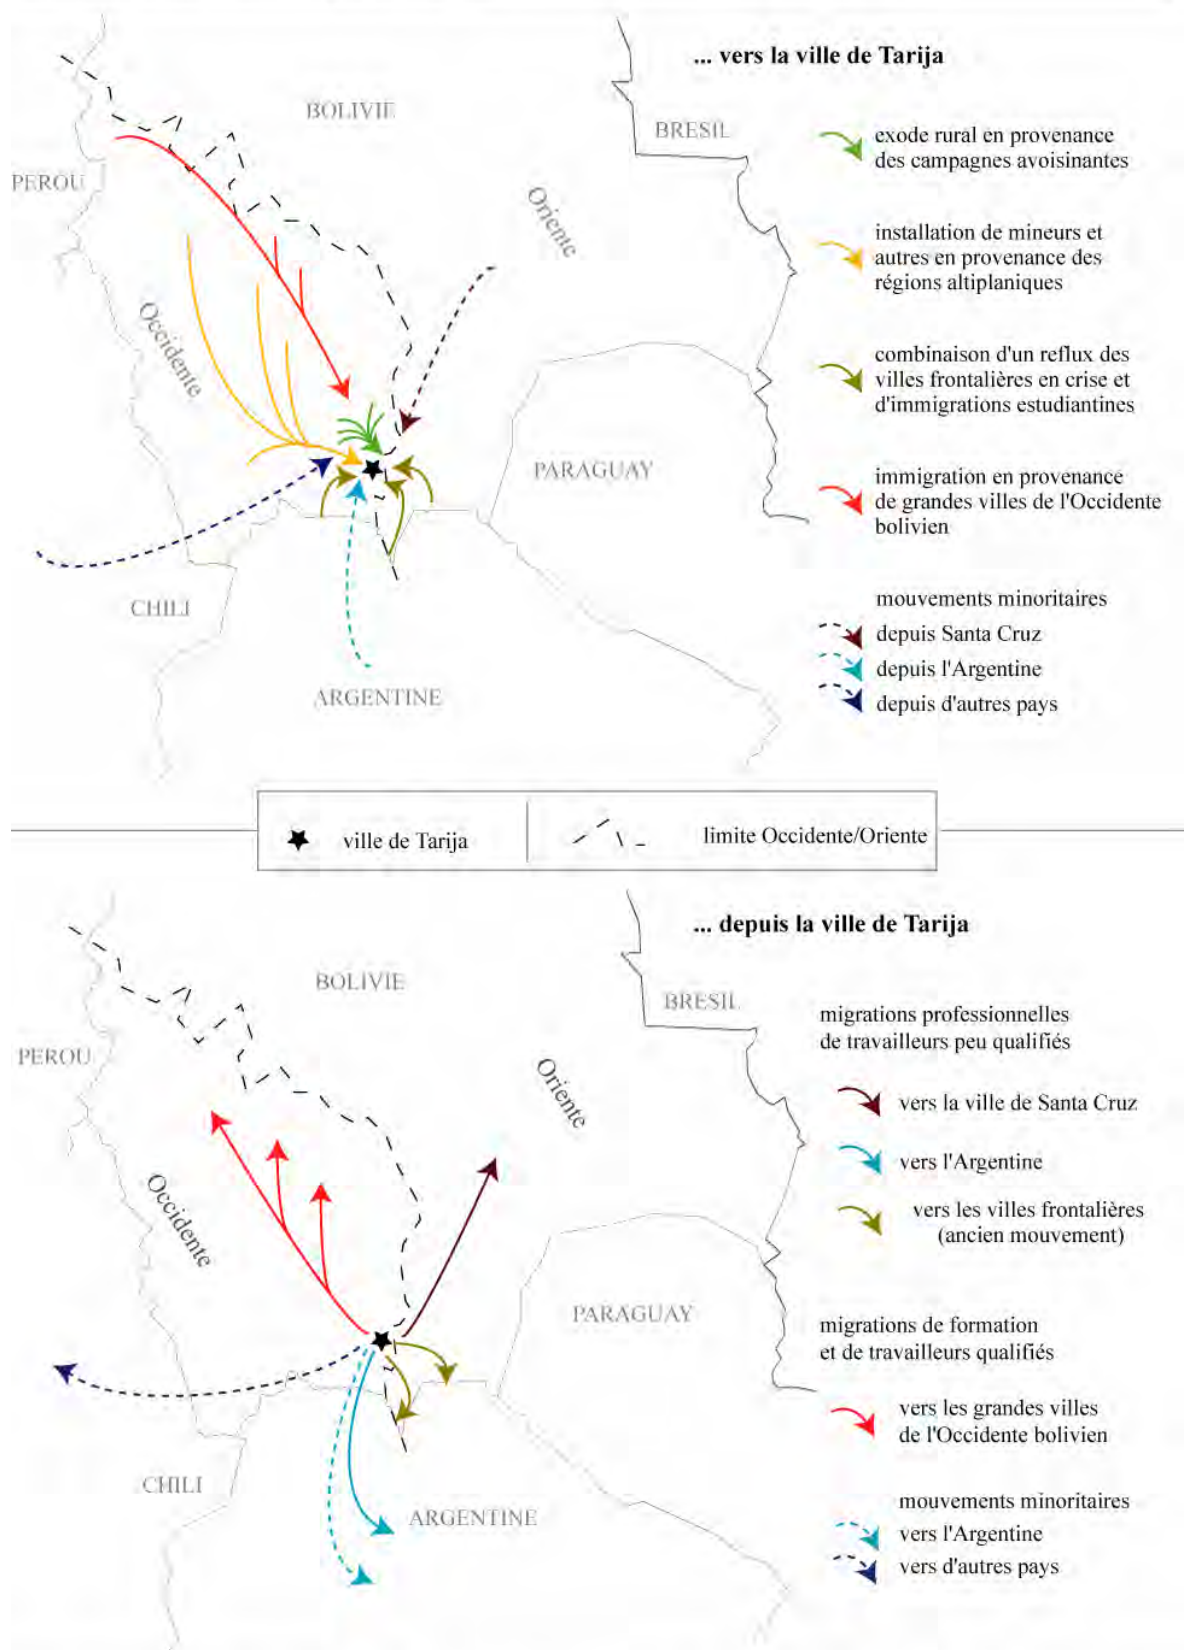 ... vers la ville de Tarija
BOLIVIE
BRESIL
PEROU
Oriente
Occidente
PARAGUAY
CHILI
ARGENTINE
exode rural en provenance
des campagnes avoisinantes
installation de mineurs et
autres en provenance des
régions altiplaniques
combinaison d'un reflux des
villes frontalières en crise et
d'immigrations estudiantines
immigration en provenance
de grandes villes de l'Occidente
bolivien
mouvements minoritaires
depuis Santa Cruz
depuis l'Argentine
depuis d'autres pays
ville de Tarija
limite Occidente/Oriente
... depuis la ville de Tarija
BOLIVIE
BRESIL
PEROU
Oriente
Occidente
PARAGUAY
CHILI
ARGENTINE
migrations professionnelles
de travailleurs peu qualifiés
vers la ville de Santa Cruz
vers l'Argentine
vers les villes frontalières
(ancien mouvement)
migrations de formation
et de travailleurs qualifiés
vers les grandes villes
de l'Occidente bolivien
mouvements minoritaires
vers l'Argentine
vers d'autres pays